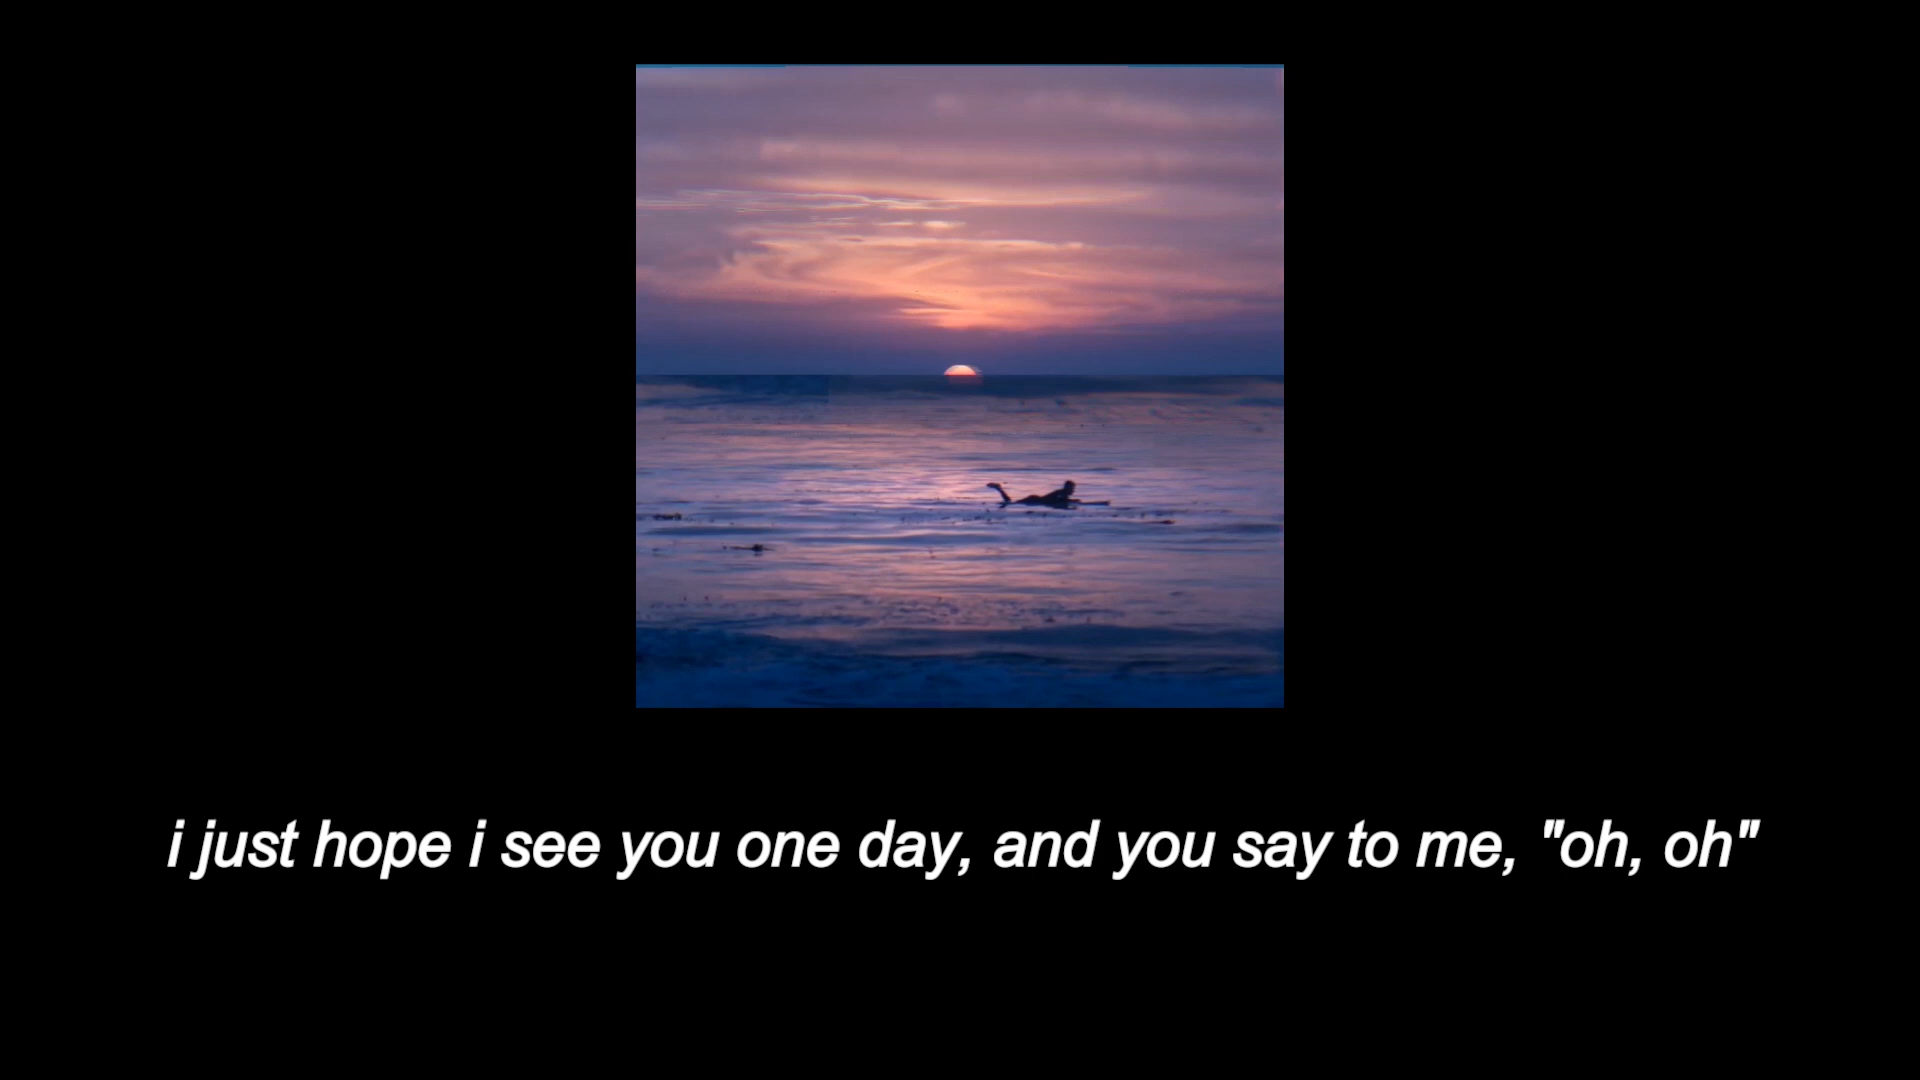 i just hope i see you one day, and you say to me, "oh, oh"